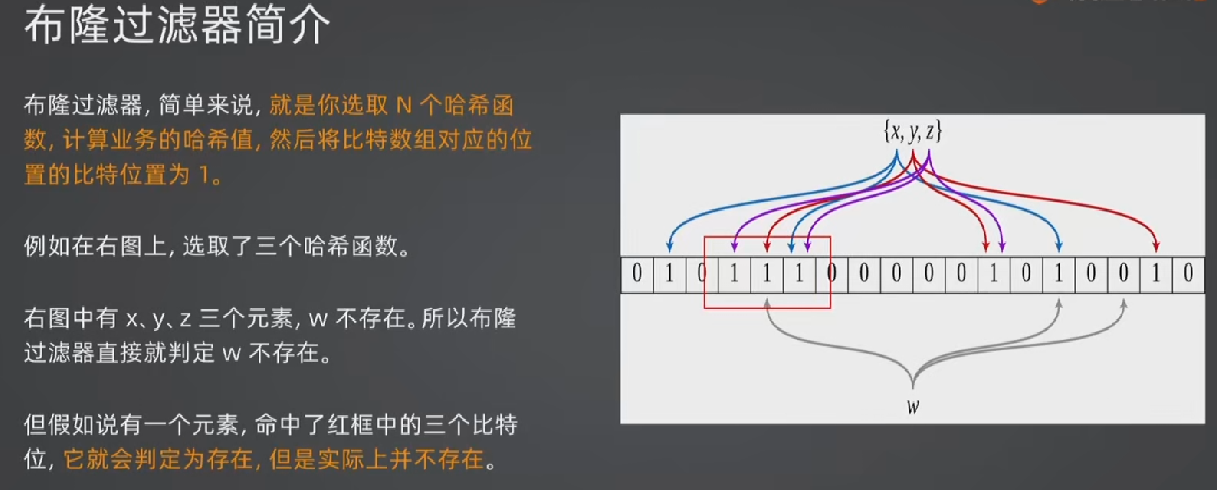 布隆过滤器简介
布隆过滤器, 简单来说, 就是你选取 N 个哈希函
数, 计算业务的哈希值, 然后将比特数组对应的位
置的比特位置为 1。
例如在右图上, 选取了三个哈希函数。
右图中有 x、y、z 三个元素, w 不存在。所以布隆
过滤器直接就判定 w 不存在。
但假如说有一个元素, 命中了红框中的三个比特
位, 它就会判定为存在, 但是实际上并不存在。
{x, y, z}
0 1 0 1 1 1 0 0 0 0 0 1 0 1 0 0 1 0
w